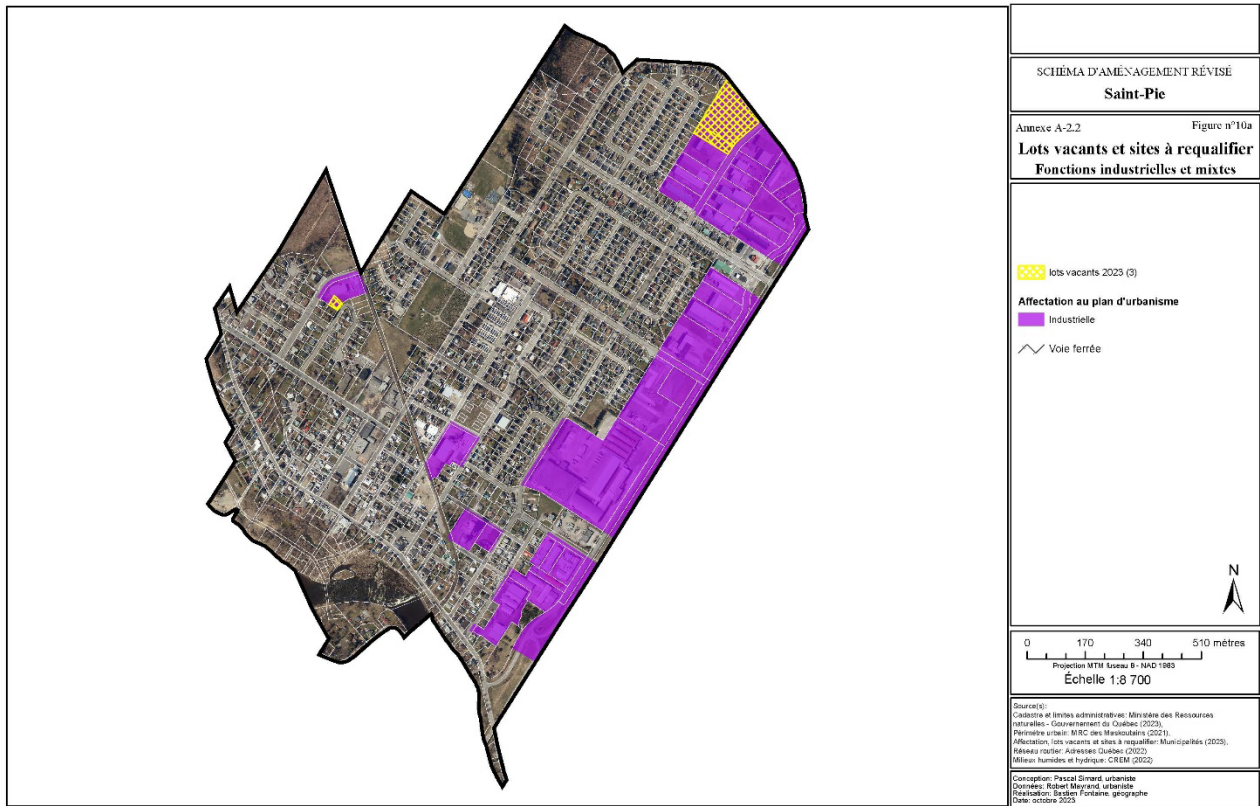 SCHÉMA D'AMÉNAGEMENT RÉVISÉ
Saint-Pie
Annexe A-2.2 Figure n°10a
Lots vacants et sites à requalifier
Fonctions industrielles et mixtes
lots vacants 2023 (3)
Affectation au plan d'urbanisme
Industrielle
Voie ferrée
N
0 170 340 510 mètres
Projection MTM fuseau 8 - NAD 1983
Échelle 1:8 700
Source(s):
Cadastre et limites administratives: Ministère des Ressources
naturelles - Gouvernement du Québec (2023),
Périmètre urbain: MRC des Maskoutains (2021),
Affectation, lots vacants et sites à requalifier: Municipalités (2023),
Réseau routier: Adresses Québec (2022)
Milieux humides et hydrique: CREM (2022)
Conception: Pascal Simard, urbaniste
Données: Robert Mayrand, urbaniste
Réalisation: Bastien Fontaine, géographe
Date: octobre 2023